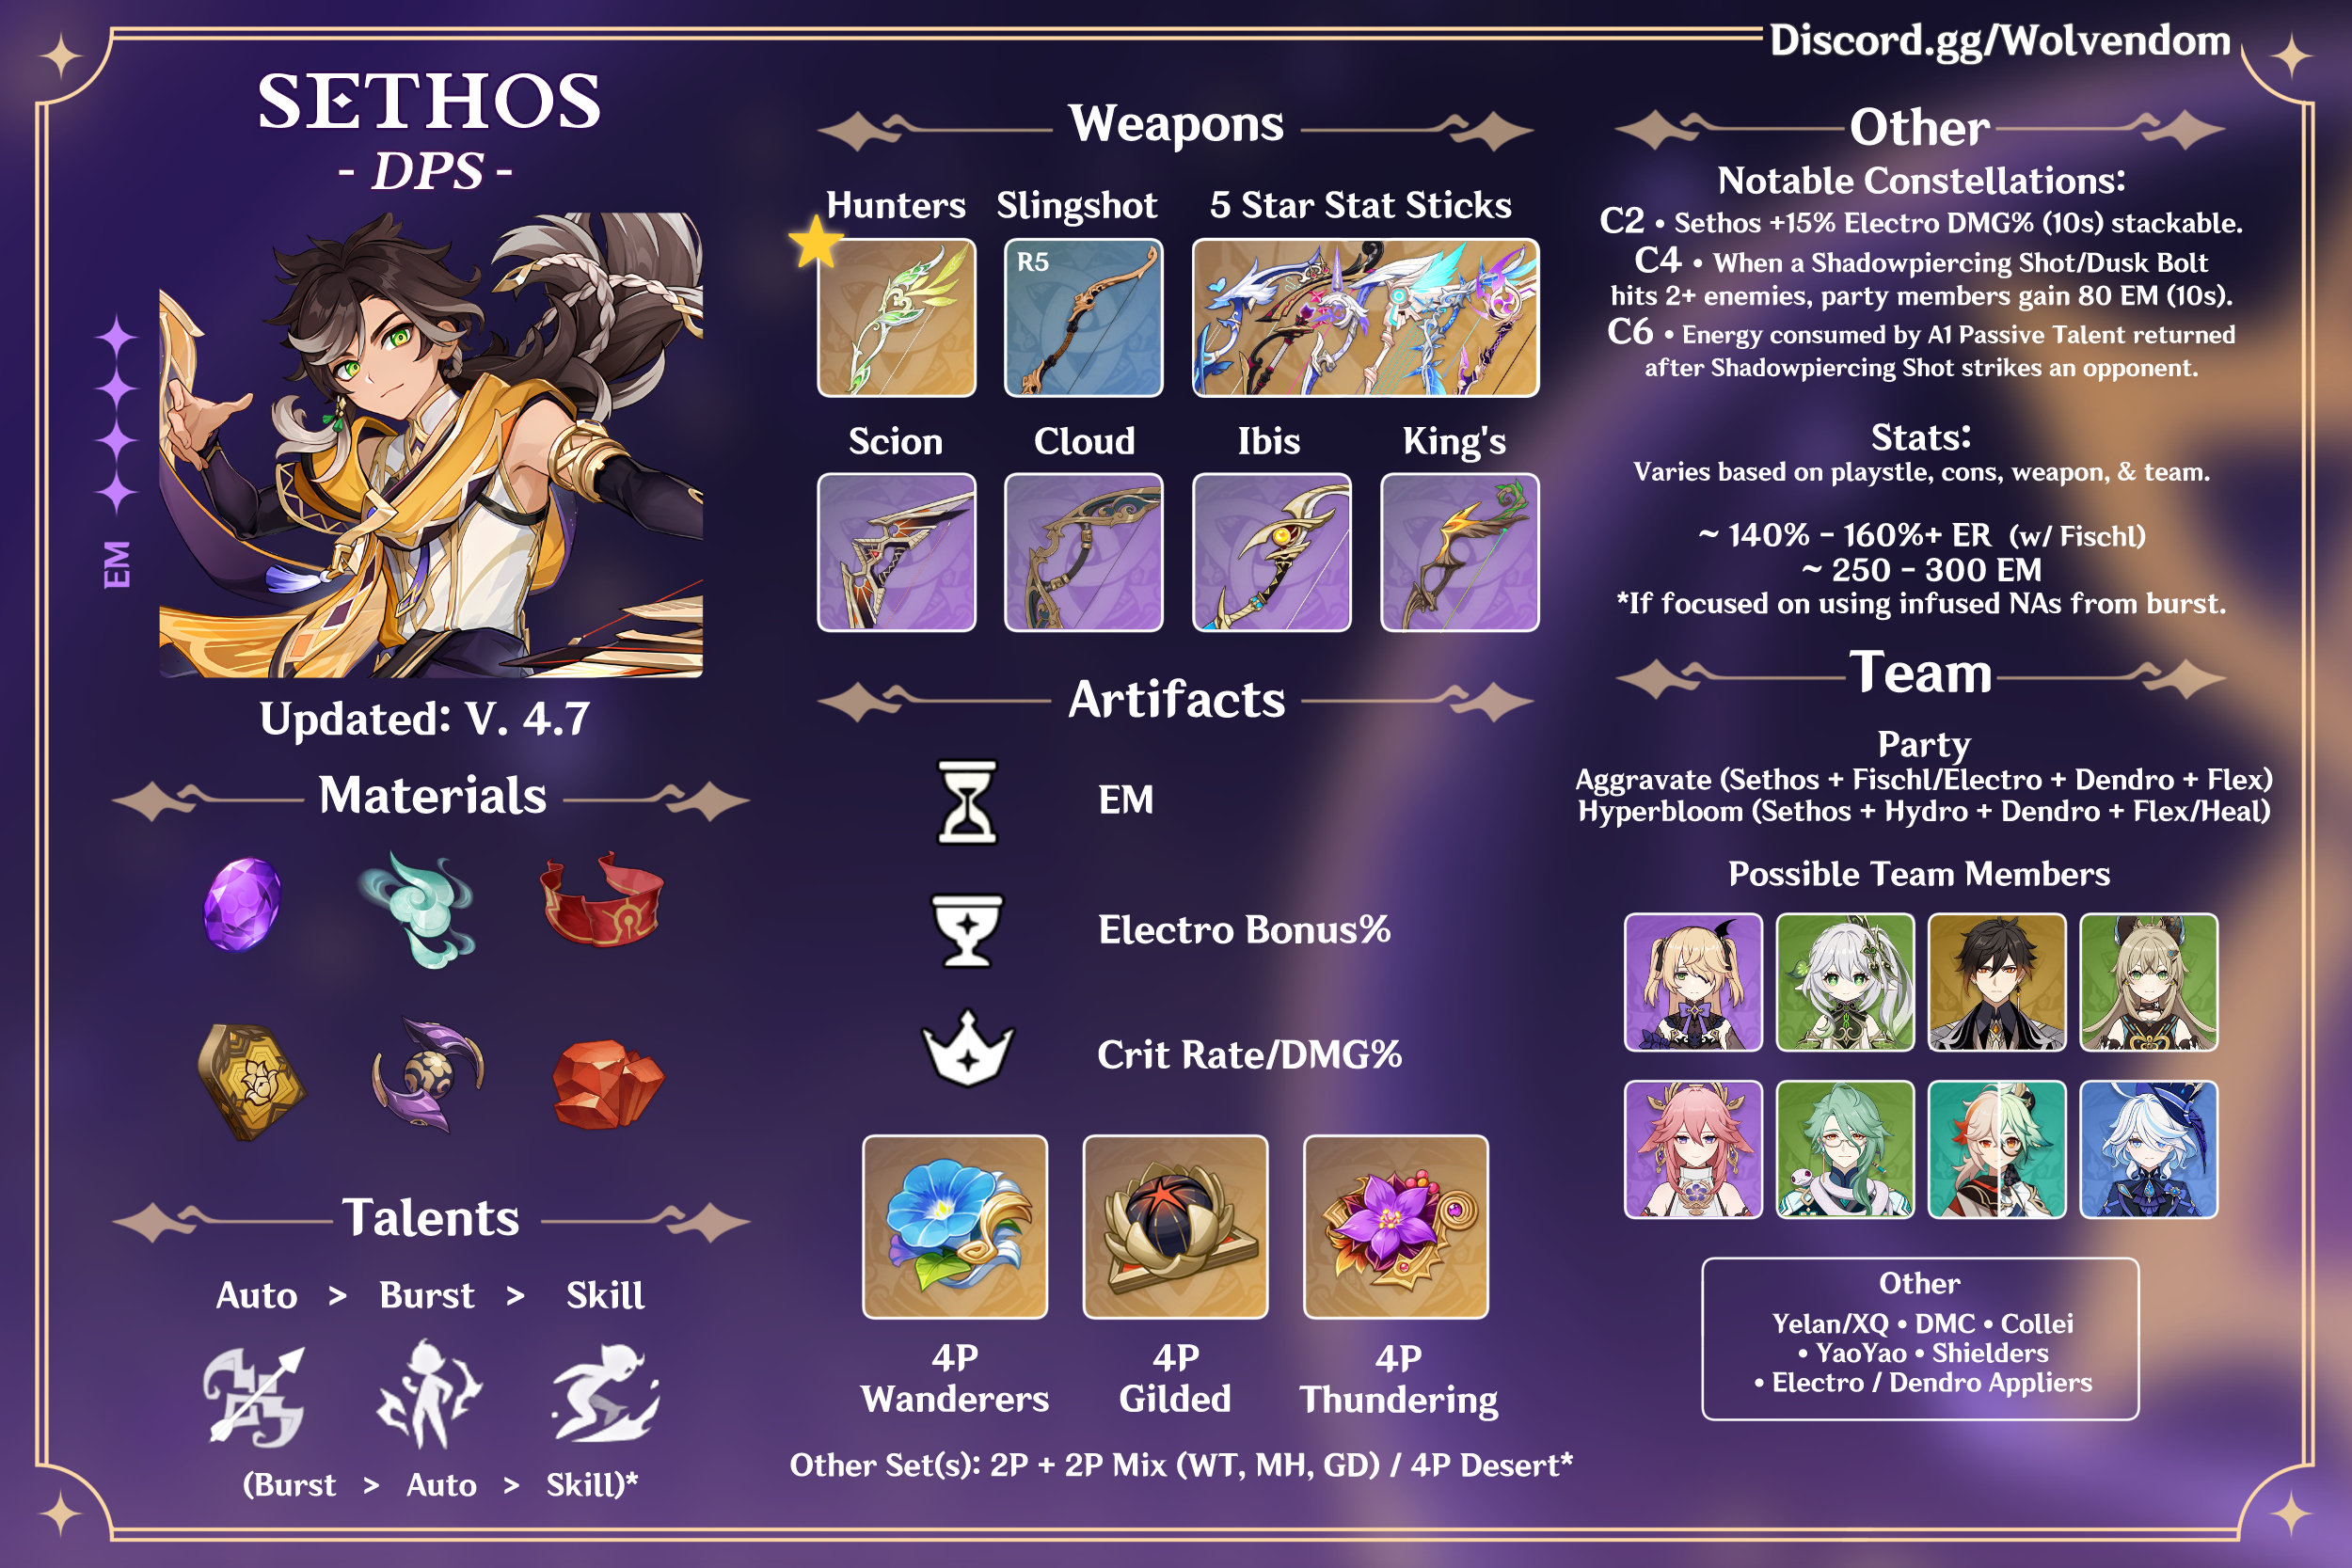 Discord.gg/Wolvendom
SETHOS
- DPS -
EM
Updated: V. 4.7
Materials
Talents
Auto > Burst > Skill
(Burst > Auto > Skill)*
Weapons
Hunters Slingshot 5 Star Stat Sticks
R5
Scion Cloud Ibis King's
Artifacts
EM
Electro Bonus%
Crit Rate/DMG%
4P Wanderers
4P Gilded
4P Thundering
Other Set(s): 2P + 2P Mix (WT, MH, GD) / 4P Desert*
Other
Notable Constellations:
C2 • Sethos +15% Electro DMG% (10s) stackable.
C4 • When a Shadowpiercing Shot/Dusk Bolt
hits 2+ enemies, party members gain 80 EM (10s).
C6 • Energy consumed by A1 Passive Talent returned
after Shadowpiercing Shot strikes an opponent.
Stats:
Varies based on playstle, cons, weapon, & team.
~ 140% - 160%+ ER (w/ Fischl)
~ 250 - 300 EM
*If focused on using infused NAs from burst.
Team
Party
Aggravate (Sethos + Fischl/Electro + Dendro + Flex)
Hyperbloom (Sethos + Hydro + Dendro + Flex/Heal)
Possible Team Members
Other
Yelan/XQ • DMC • Collei
• YaoYao • Shielders
• Electro / Dendro Appliers